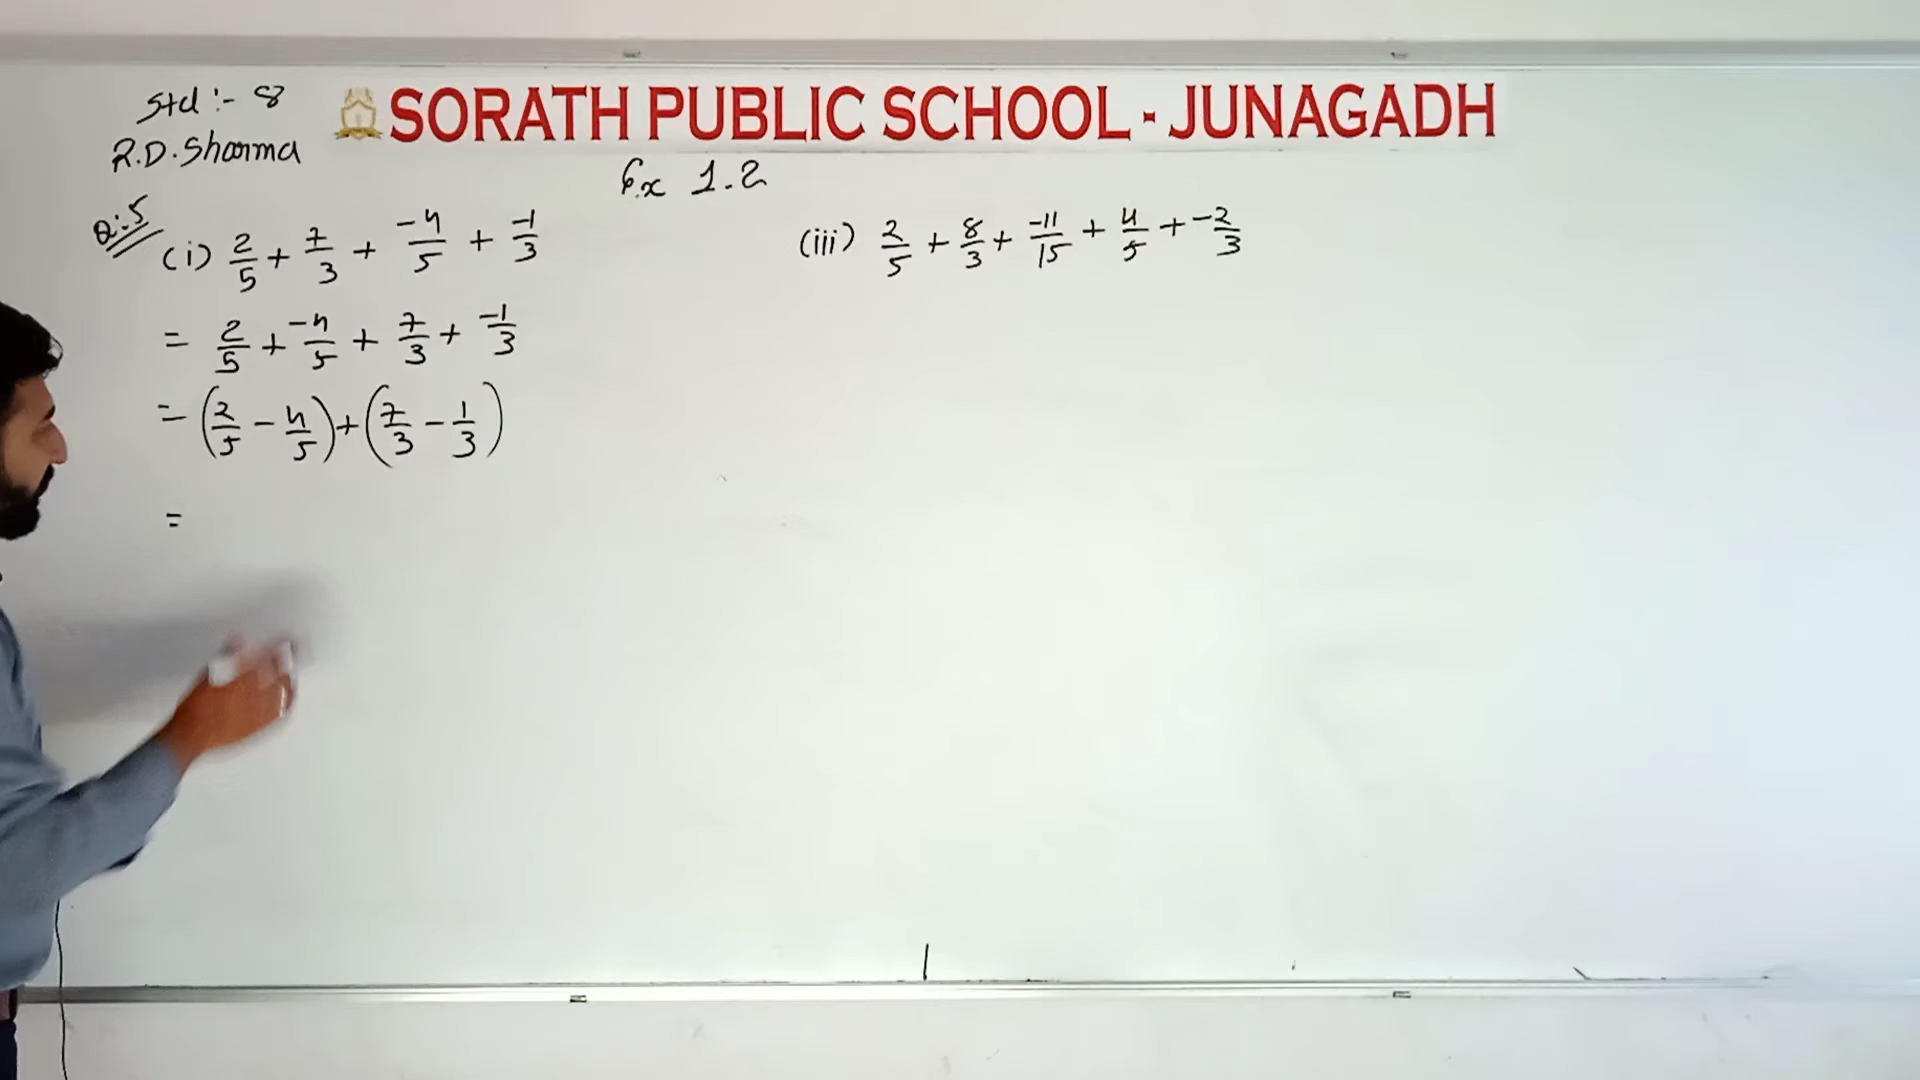 Std :- 8
SORATH PUBLIC SCHOOL - JUNAGADH
R.D. Sharma
Ex 1.2
Q:5
(i) 2/5 + 7/3 + -4/5 + -1/3
= 2/5 + -4/5 + 7/3 + -1/3
= (2/5 - 4/5) + (7/3 - 1/3)
=
(iii) 2/5 + 8/3 + -11/15 + 4/5 + -2/3